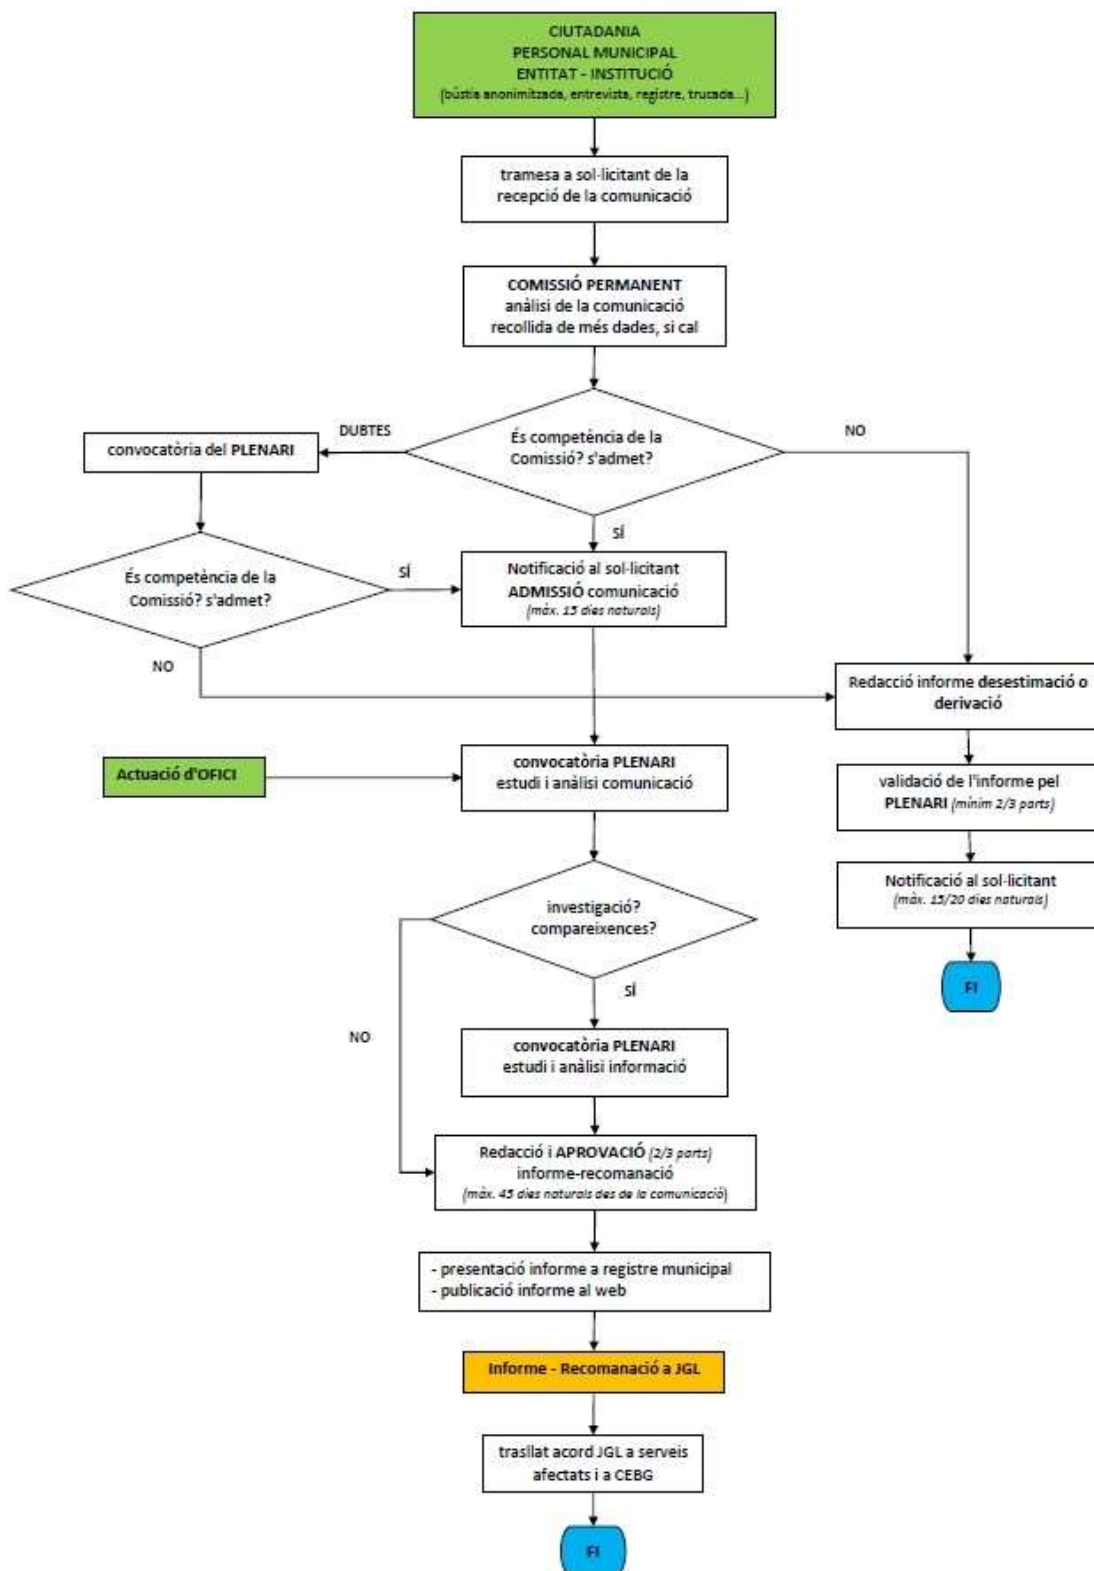 CIUTADANIA
PERSONAL MUNICIPAL
ENTITAT - INSTITUCIÓ
(bústia anonimitzada, entrevista, registre, trucada...)
tramesa a sol·licitant de la
recepció de la comunicació
COMISSIÓ PERMANENT
anàlisi de la comunicació
recollida de més dades, si cal
DUBTES
NO
És competència de la
Comissió? s'admet?
convocatòria del PLENARI
SÍ
És competència de la
Comissió? s'admet?
SÍ
Notificació al sol·licitant
ADMISSIÓ comunicació
(màx. 15 dies naturals)
NO
Redacció informe desestimació o
derivació
Actuació d'OFICI
convocatòria PLENARI
estudi i anàlisi comunicació
validació de l'informe pel
PLENARI (mínim 2/3 parts)
Notificació al sol·licitant
(màx. 15/20 dies naturals)
FI
investigació?
compareixences?
SÍ
NO
convocatòria PLENARI
estudi i anàlisi informació
Redacció i APROVACIÓ (2/3 parts)
informe-recomanació
(màx. 45 dies naturals des de la comunicació)
- presentació informe a registre municipal
- publicació informe al web
Informe - Recomanació a JGL
trasllat acord JGL a serveis
afectats i a CEBG
FI